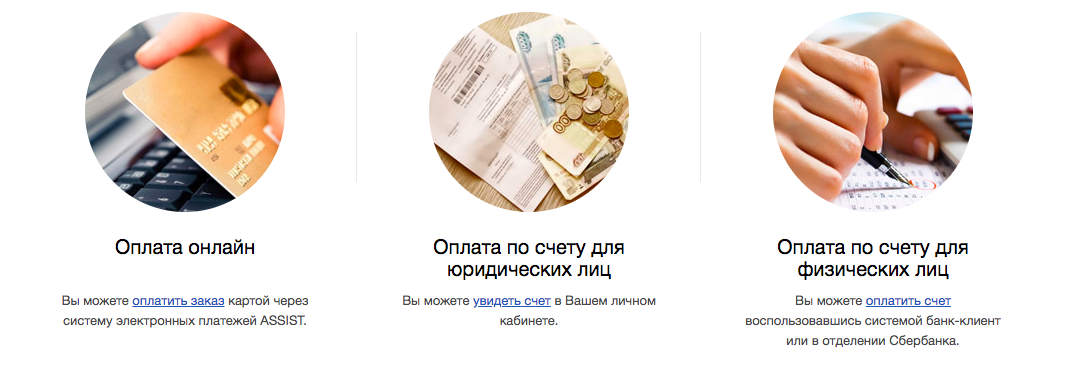 Оплата онлайн
Вы можете оплатить заказ картой через
систему электронных платежей ASSIST.
Оплата по счету для
юридических лиц
Вы можете увидеть счет в Вашем личном
кабинете.
Оплата по счету для
физических лиц
Вы можете оплатить счет
воспользовавшись системой банк-клиент
или в отделении Сбербанка.